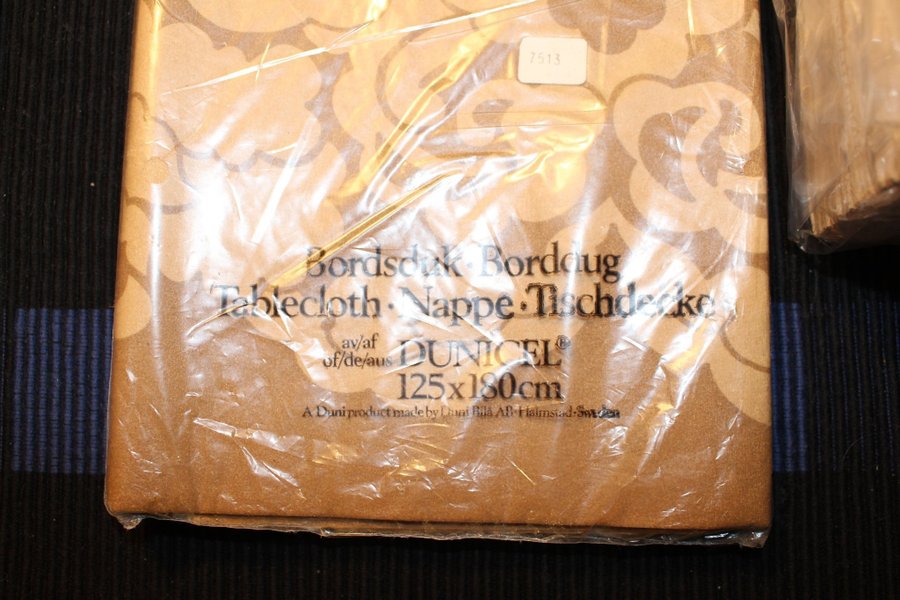 7513
Bordsduk · Borddug
Tablecloth · Nappe · Tischdecke
av/af
of/de/aus DUNICEL®
125x180cm
A Duni product made by Duni Bilå AB · Halmstad · Sweden